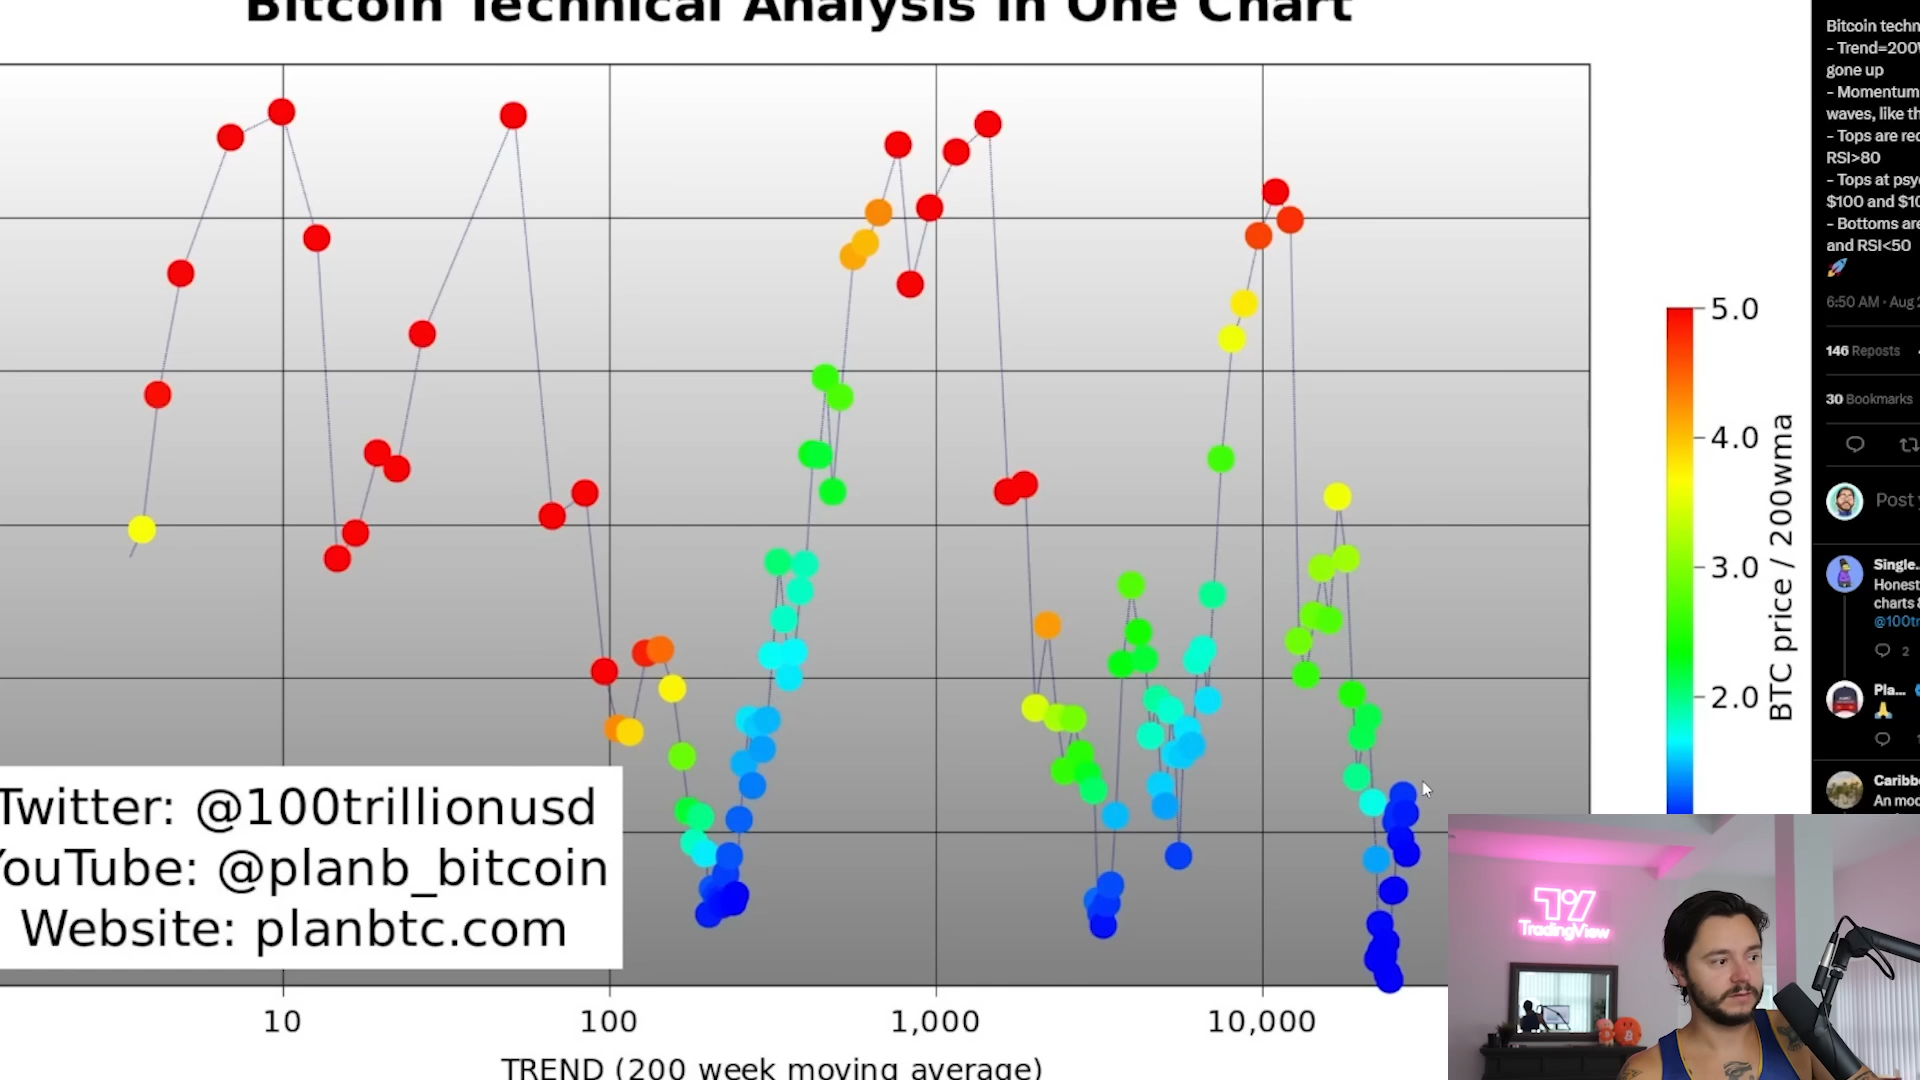 Bitcoin Technical Analysis in One Chart
5.0
4.0
3.0
2.0
BTC price / 200wma
Twitter: @100trillionusd
YouTube: @planb_bitcoin
Website: planbtc.com
10
100
1,000
10,000
TREND (200 week moving average)
Bitcoin techn
- Trend=200W
gone up
- Momentum
waves, like th
- Tops are rec
RSI>80
- Tops at psy
$100 and $10
- Bottoms are
and RSI<50
6:50 AM · Aug 2
146 Reposts
30 Bookmarks
Post
Single...
Honest
charts &
@100tr
2
Pla...
Caribb
An mod
TV
TradingView